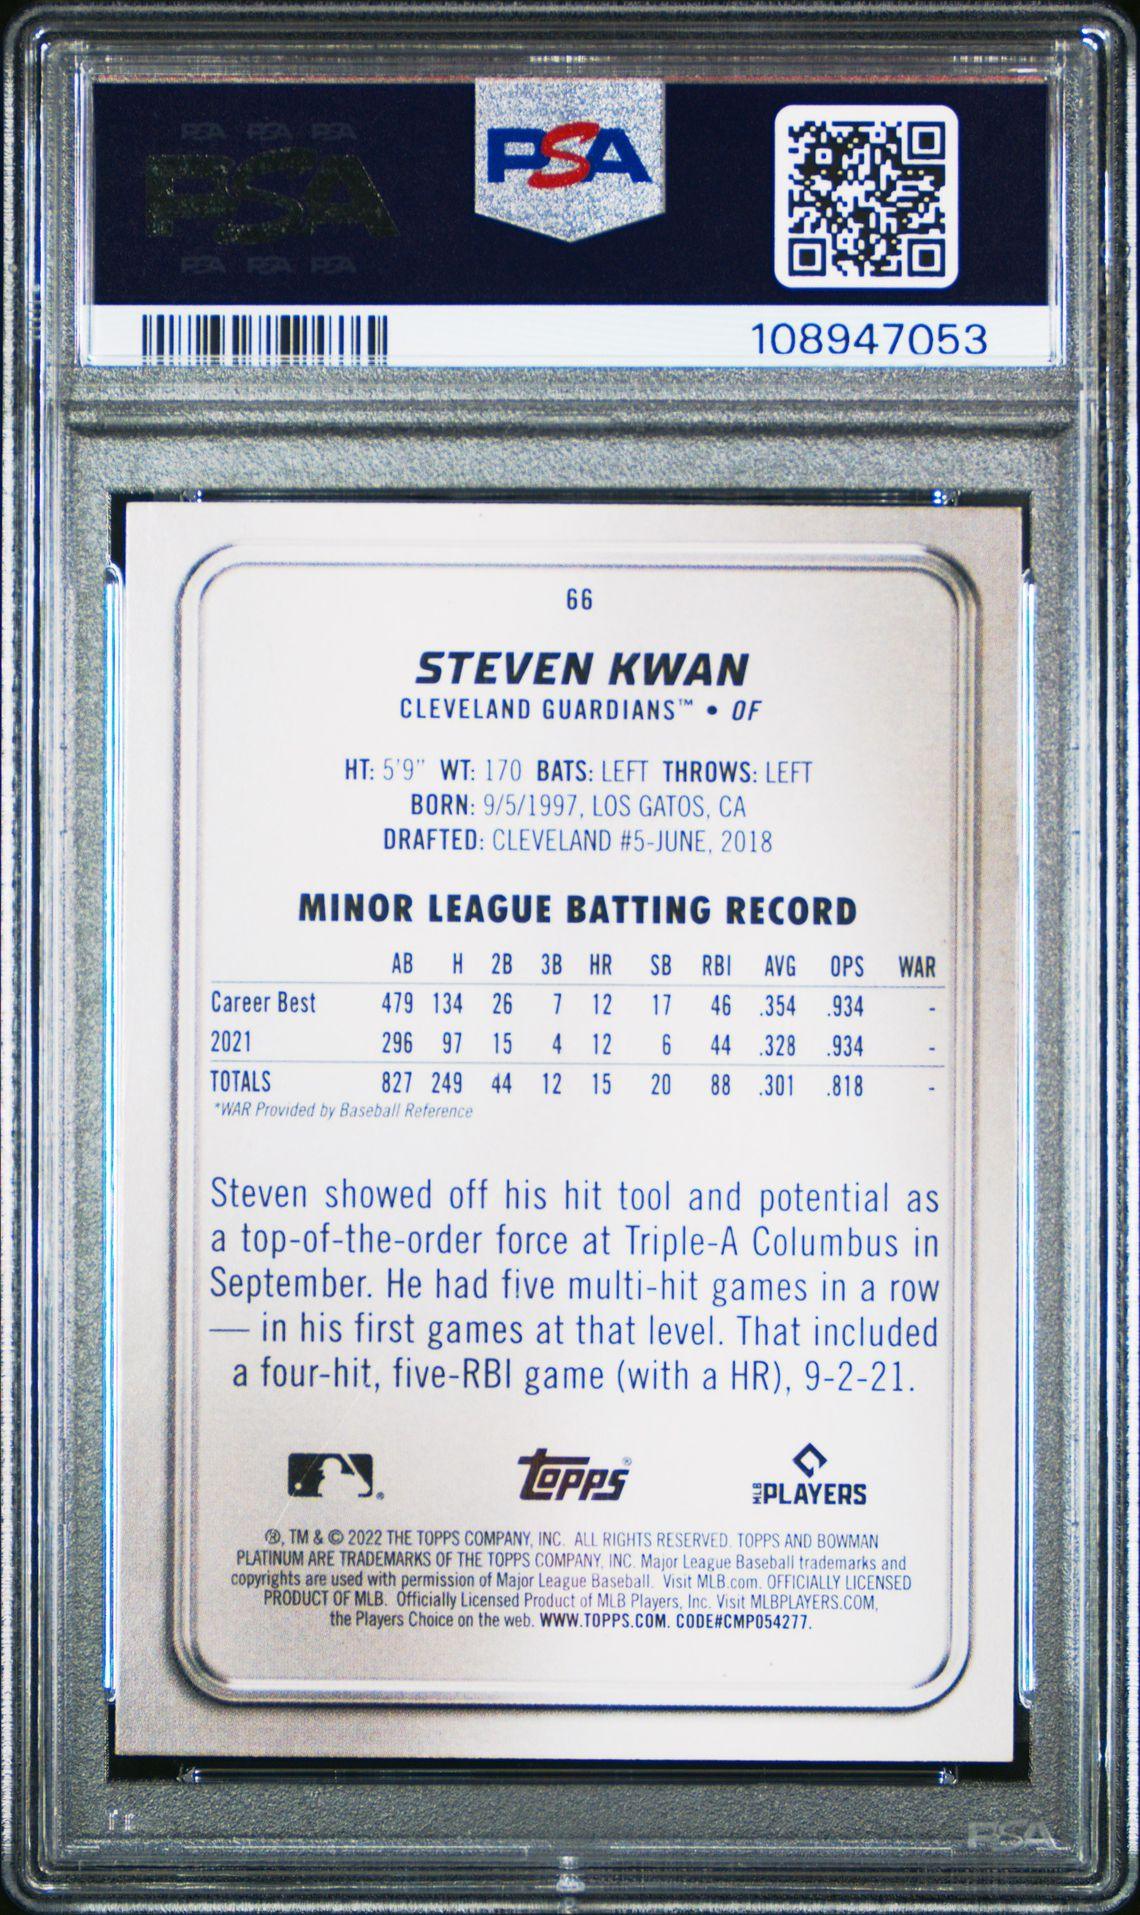 PSA PSA PSA
PSA
PSA PSA PSA
PSA
108947053
66
STEVEN KWAN
CLEVELAND GUARDIANS™ • OF
HT: 5'9" WT: 170 BATS: LEFT THROWS: LEFT
BORN: 9/5/1997, LOS GATOS, CA
DRAFTED: CLEVELAND #5-JUNE, 2018
MINOR LEAGUE BATTING RECORD
AB H 2B 3B HR SB RBI AVG OPS WAR
Career Best 479 134 26 7 12 17 46 .354 .934 -
2021 296 97 15 4 12 6 44 .328 .934 -
TOTALS 827 249 44 12 15 20 88 .301 .818 -
*WAR Provided by Baseball Reference
Steven showed off his hit tool and potential as
a top-of-the-order force at Triple-A Columbus in
September. He had five multi-hit games in a row
— in his first games at that level. That included
a four-hit, five-RBI game (with a HR), 9-2-21.
® topps® MLB PLAYERS
®, TM & © 2022 THE TOPPS COMPANY, INC. ALL RIGHTS RESERVED. TOPPS AND BOWMAN
PLATINUM ARE TRADEMARKS OF THE TOPPS COMPANY, INC. Major League Baseball trademarks and
copyrights are used with permission of Major League Baseball. Visit MLB.com. OFFICIALLY LICENSED
PRODUCT OF MLB. Officially Licensed Product of MLB Players, Inc. Visit MLBPLAYERS.COM,
the Players Choice on the web. WWW.TOPPS.COM. CODE#CMP054277.
PSA